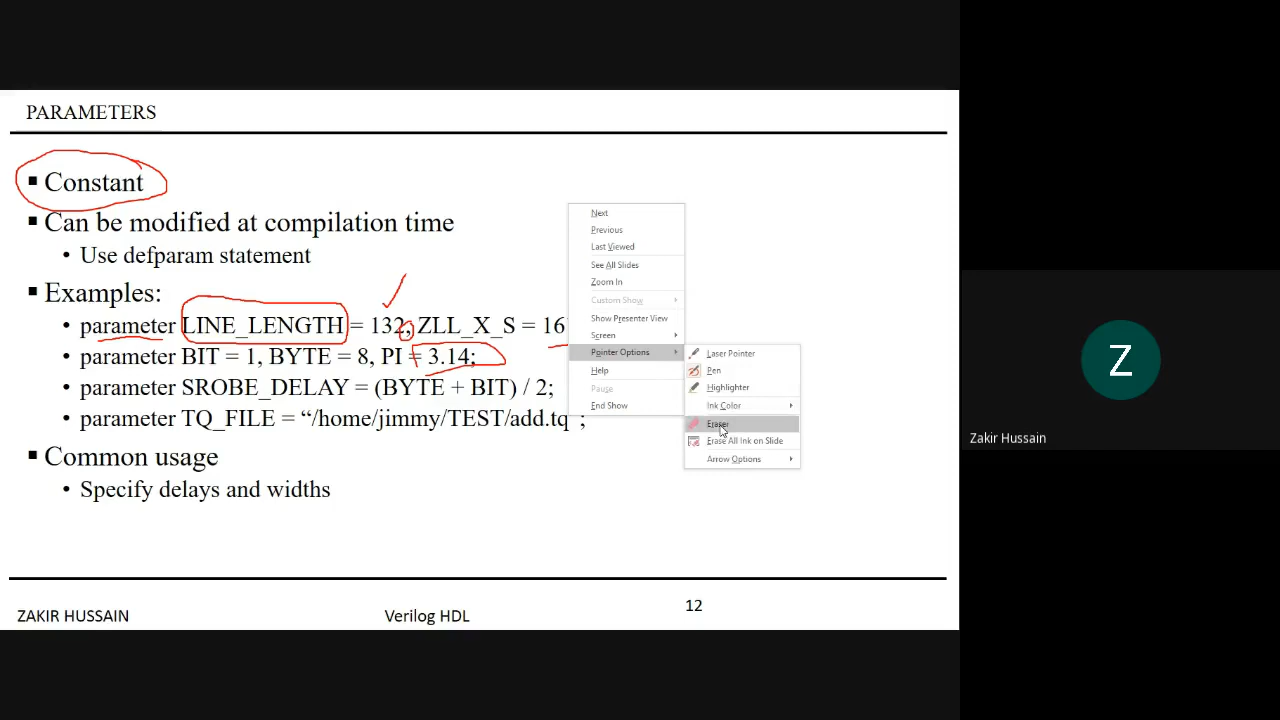 PARAMETERS
▪ Constant
▪ Can be modified at compilation time
• Use defparam statement
▪ Examples:
• parameter LINE_LENGTH = 132, ZLL_X_S = 16
• parameter BIT = 1, BYTE = 8, PI = 3.14;
• parameter SROBE_DELAY = (BYTE + BIT) / 2;
• parameter TQ_FILE = “/home/jimmy/TEST/add.tq”;
▪ Common usage
• Specify delays and widths
Next
Previous
Last Viewed
See All Slides
Zoom In
Custom Show
Show Presenter View
Screen
Pointer Options
Help
Pause
End Show
Laser Pointer
Pen
Highlighter
Ink Color
Eraser
Erase All Ink on Slide
Arrow Options
Z
Zakir Hussain
ZAKIR HUSSAIN
Verilog HDL
12